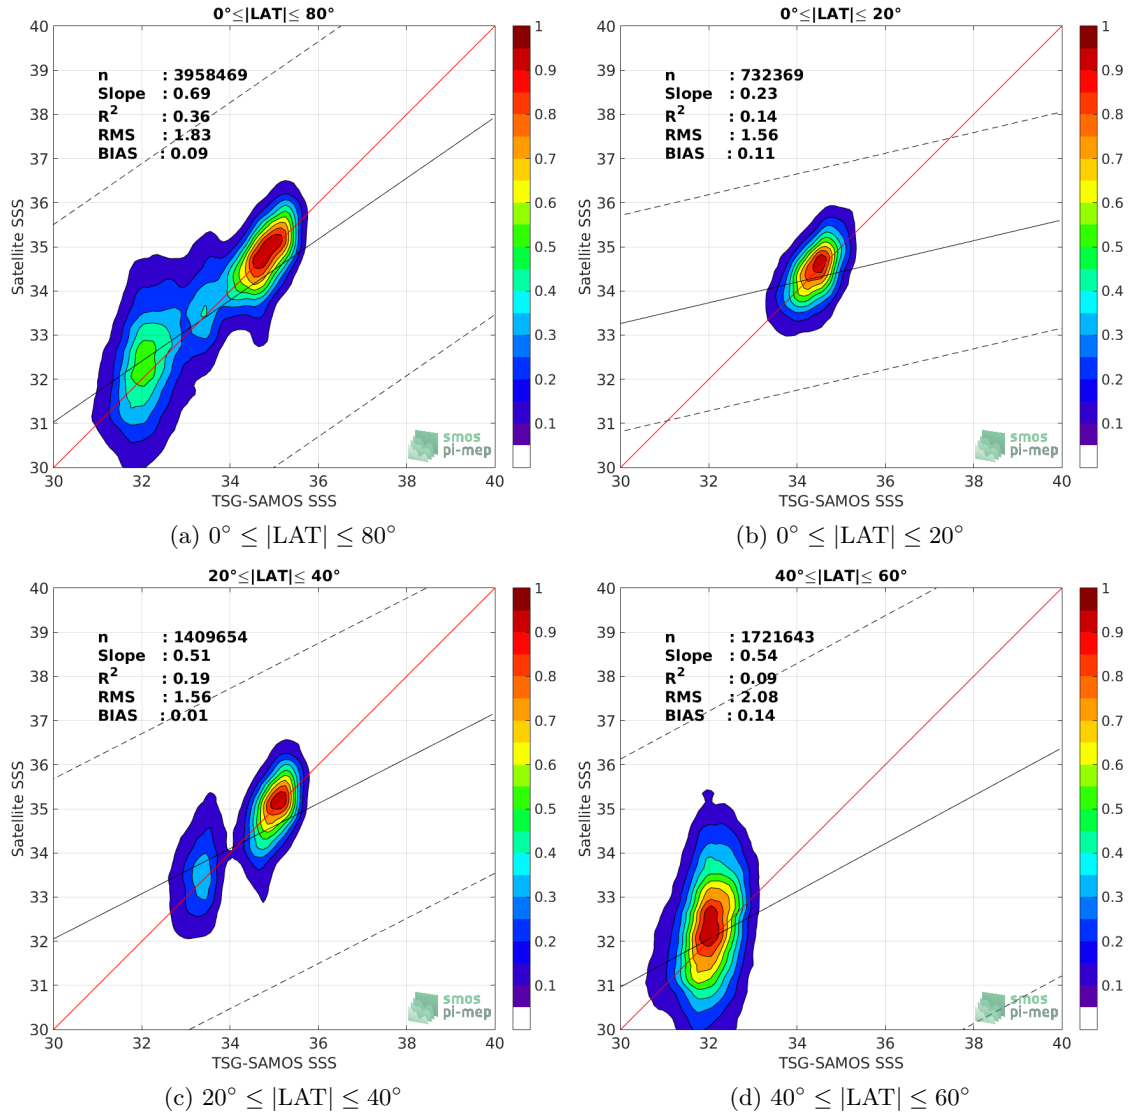 0°≤|LAT|≤ 80°
n : 3958469
Slope : 0.69
R² : 0.36
RMS : 1.83
BIAS : 0.09
40
39
38
37
36
35
34
33
32
31
30
Satellite SSS
30 32 34 36 38 40
TSG-SAMOS SSS
smos
pi-mep
1
0.9
0.8
0.7
0.6
0.5
0.4
0.3
0.2
0.1
(a) 0° ≤ |LAT| ≤ 80°
0°≤|LAT|≤ 20°
n : 732369
Slope : 0.23
R² : 0.14
RMS : 1.56
BIAS : 0.11
40
39
38
37
36
35
34
33
32
31
30
Satellite SSS
30 32 34 36 38 40
TSG-SAMOS SSS
smos
pi-mep
1
0.9
0.8
0.7
0.6
0.5
0.4
0.3
0.2
0.1
(b) 0° ≤ |LAT| ≤ 20°
20°≤|LAT|≤ 40°
n : 1409654
Slope : 0.51
R² : 0.19
RMS : 1.56
BIAS : 0.01
40
39
38
37
36
35
34
33
32
31
30
Satellite SSS
30 32 34 36 38 40
TSG-SAMOS SSS
smos
pi-mep
1
0.9
0.8
0.7
0.6
0.5
0.4
0.3
0.2
0.1
(c) 20° ≤ |LAT| ≤ 40°
40°≤|LAT|≤ 60°
n : 1721643
Slope : 0.54
R² : 0.09
RMS : 2.08
BIAS : 0.14
40
39
38
37
36
35
34
33
32
31
30
Satellite SSS
30 32 34 36 38 40
TSG-SAMOS SSS
smos
pi-mep
1
0.9
0.8
0.7
0.6
0.5
0.4
0.3
0.2
0.1
(d) 40° ≤ |LAT| ≤ 60°